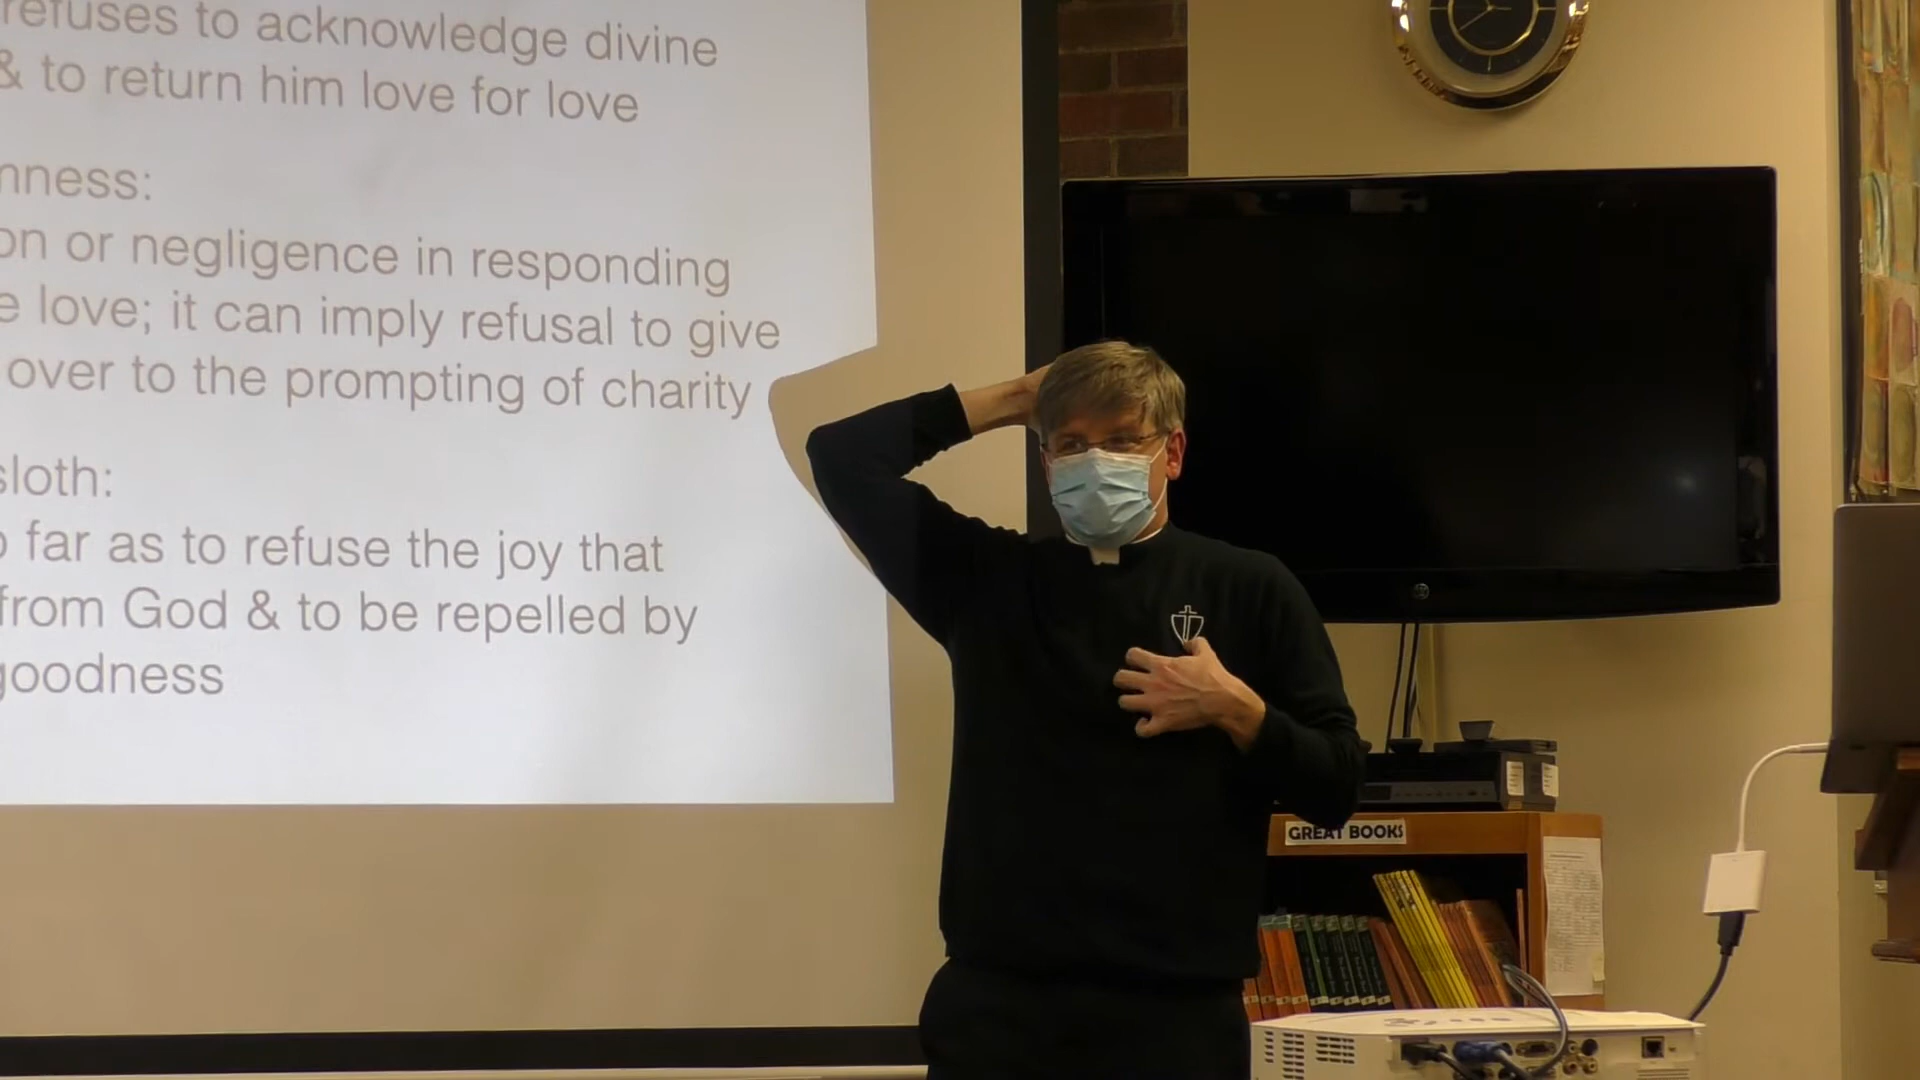 refuses to acknowledge divine
& to return him love for love
or negligence in responding
love; it can imply refusal to give
over to the prompting of charity
sloth:
far as to refuse the joy that
from God & to be repelled by
goodness
GREAT BOOKS